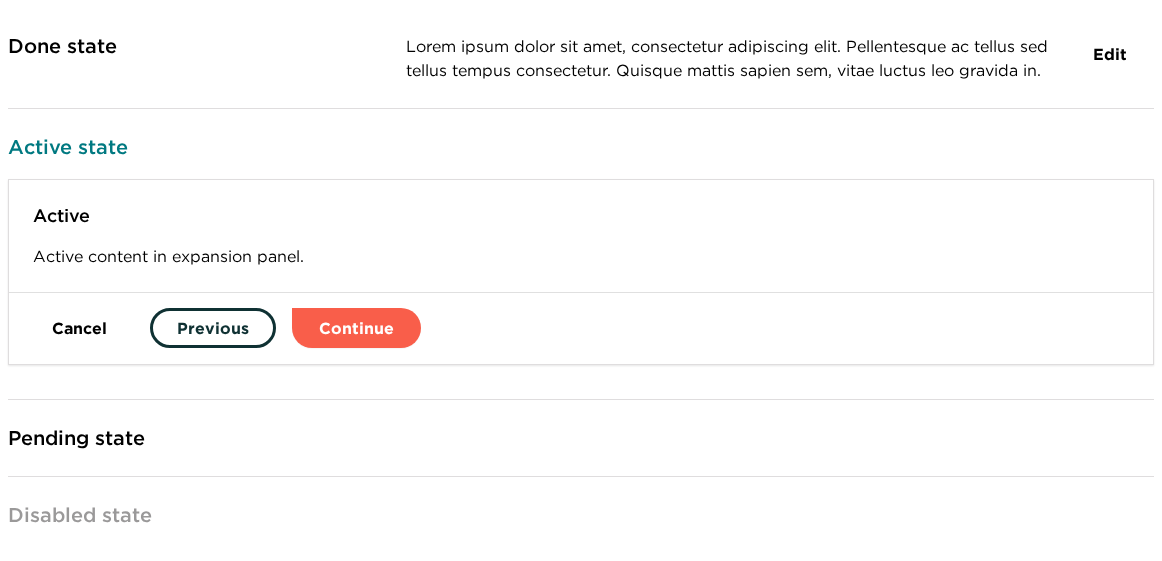 Done state
Lorem ipsum dolor sit amet, consectetur adipiscing elit. Pellentesque ac tellus sed
tellus tempus consectetur. Quisque mattis sapien sem, vitae luctus leo gravida in.
Edit
Active state
Active
Active content in expansion panel.
Cancel Previous Continue
Pending state
Disabled state